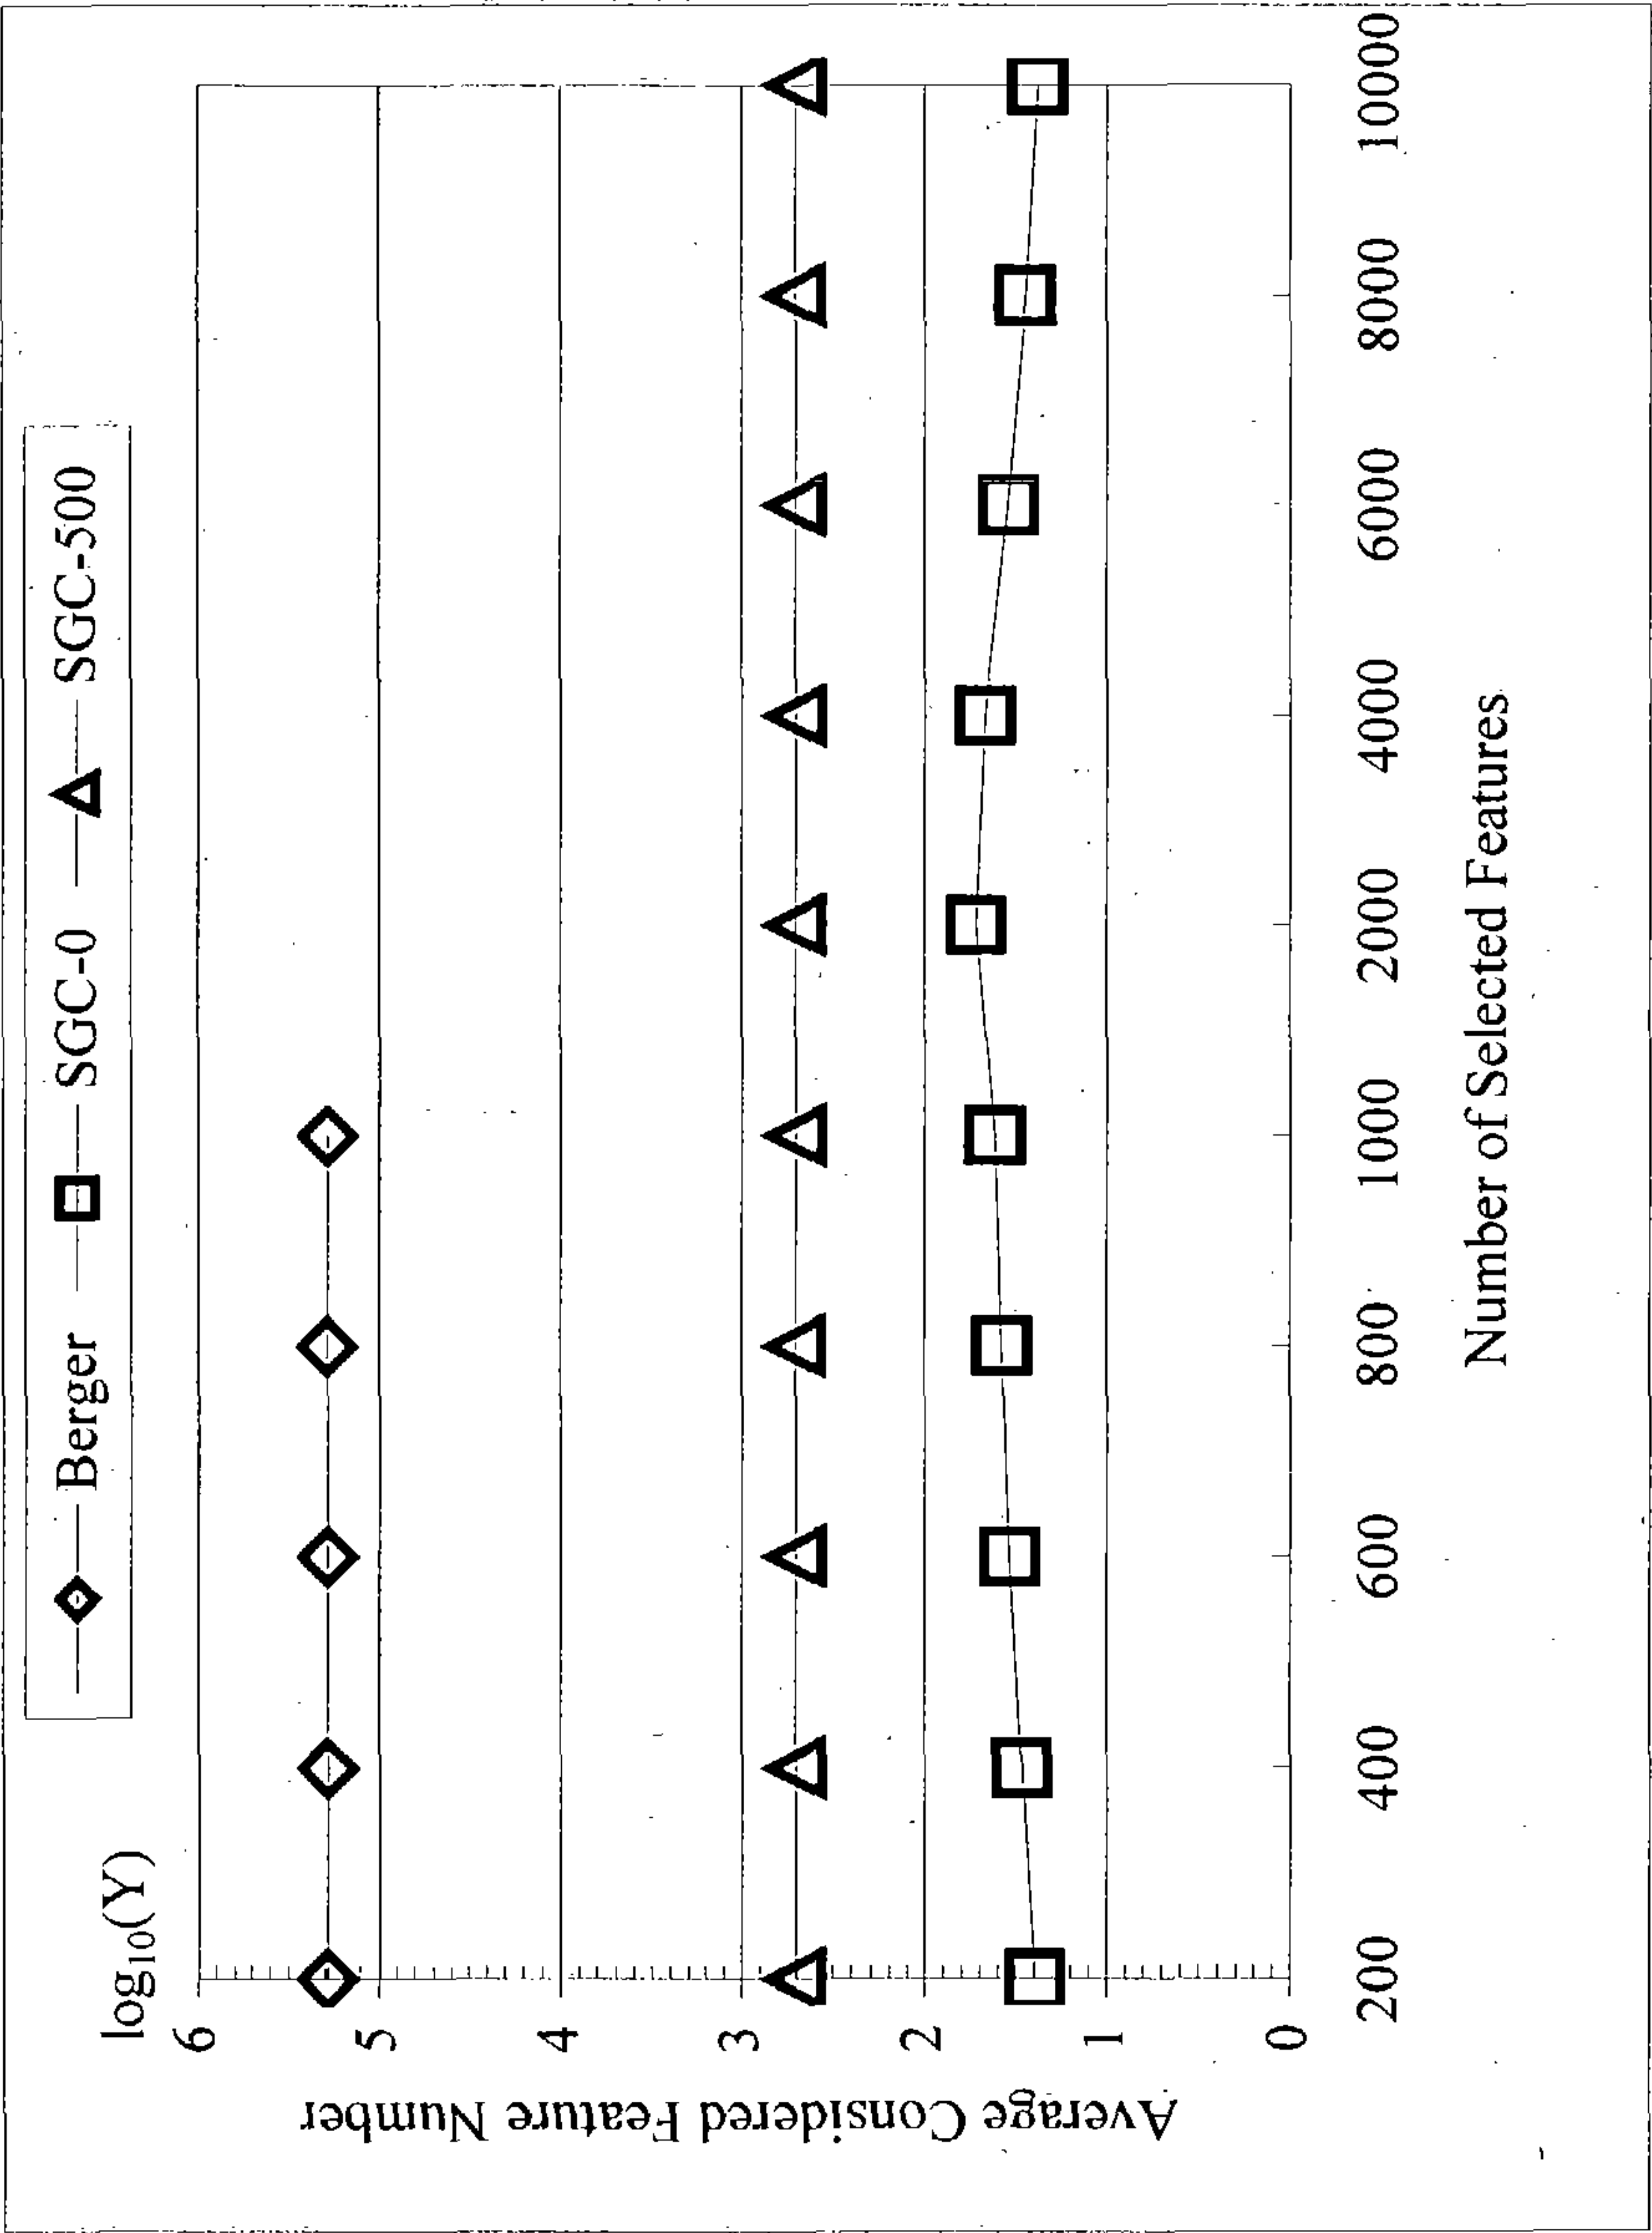 Berger SGC-0 SGC-500
log10(Y)
6
5
4
3
2
1
0
Average Considered Feature Number
200 400 600 800 1000 2000 4000 6000 8000 10000
Number of Selected Features